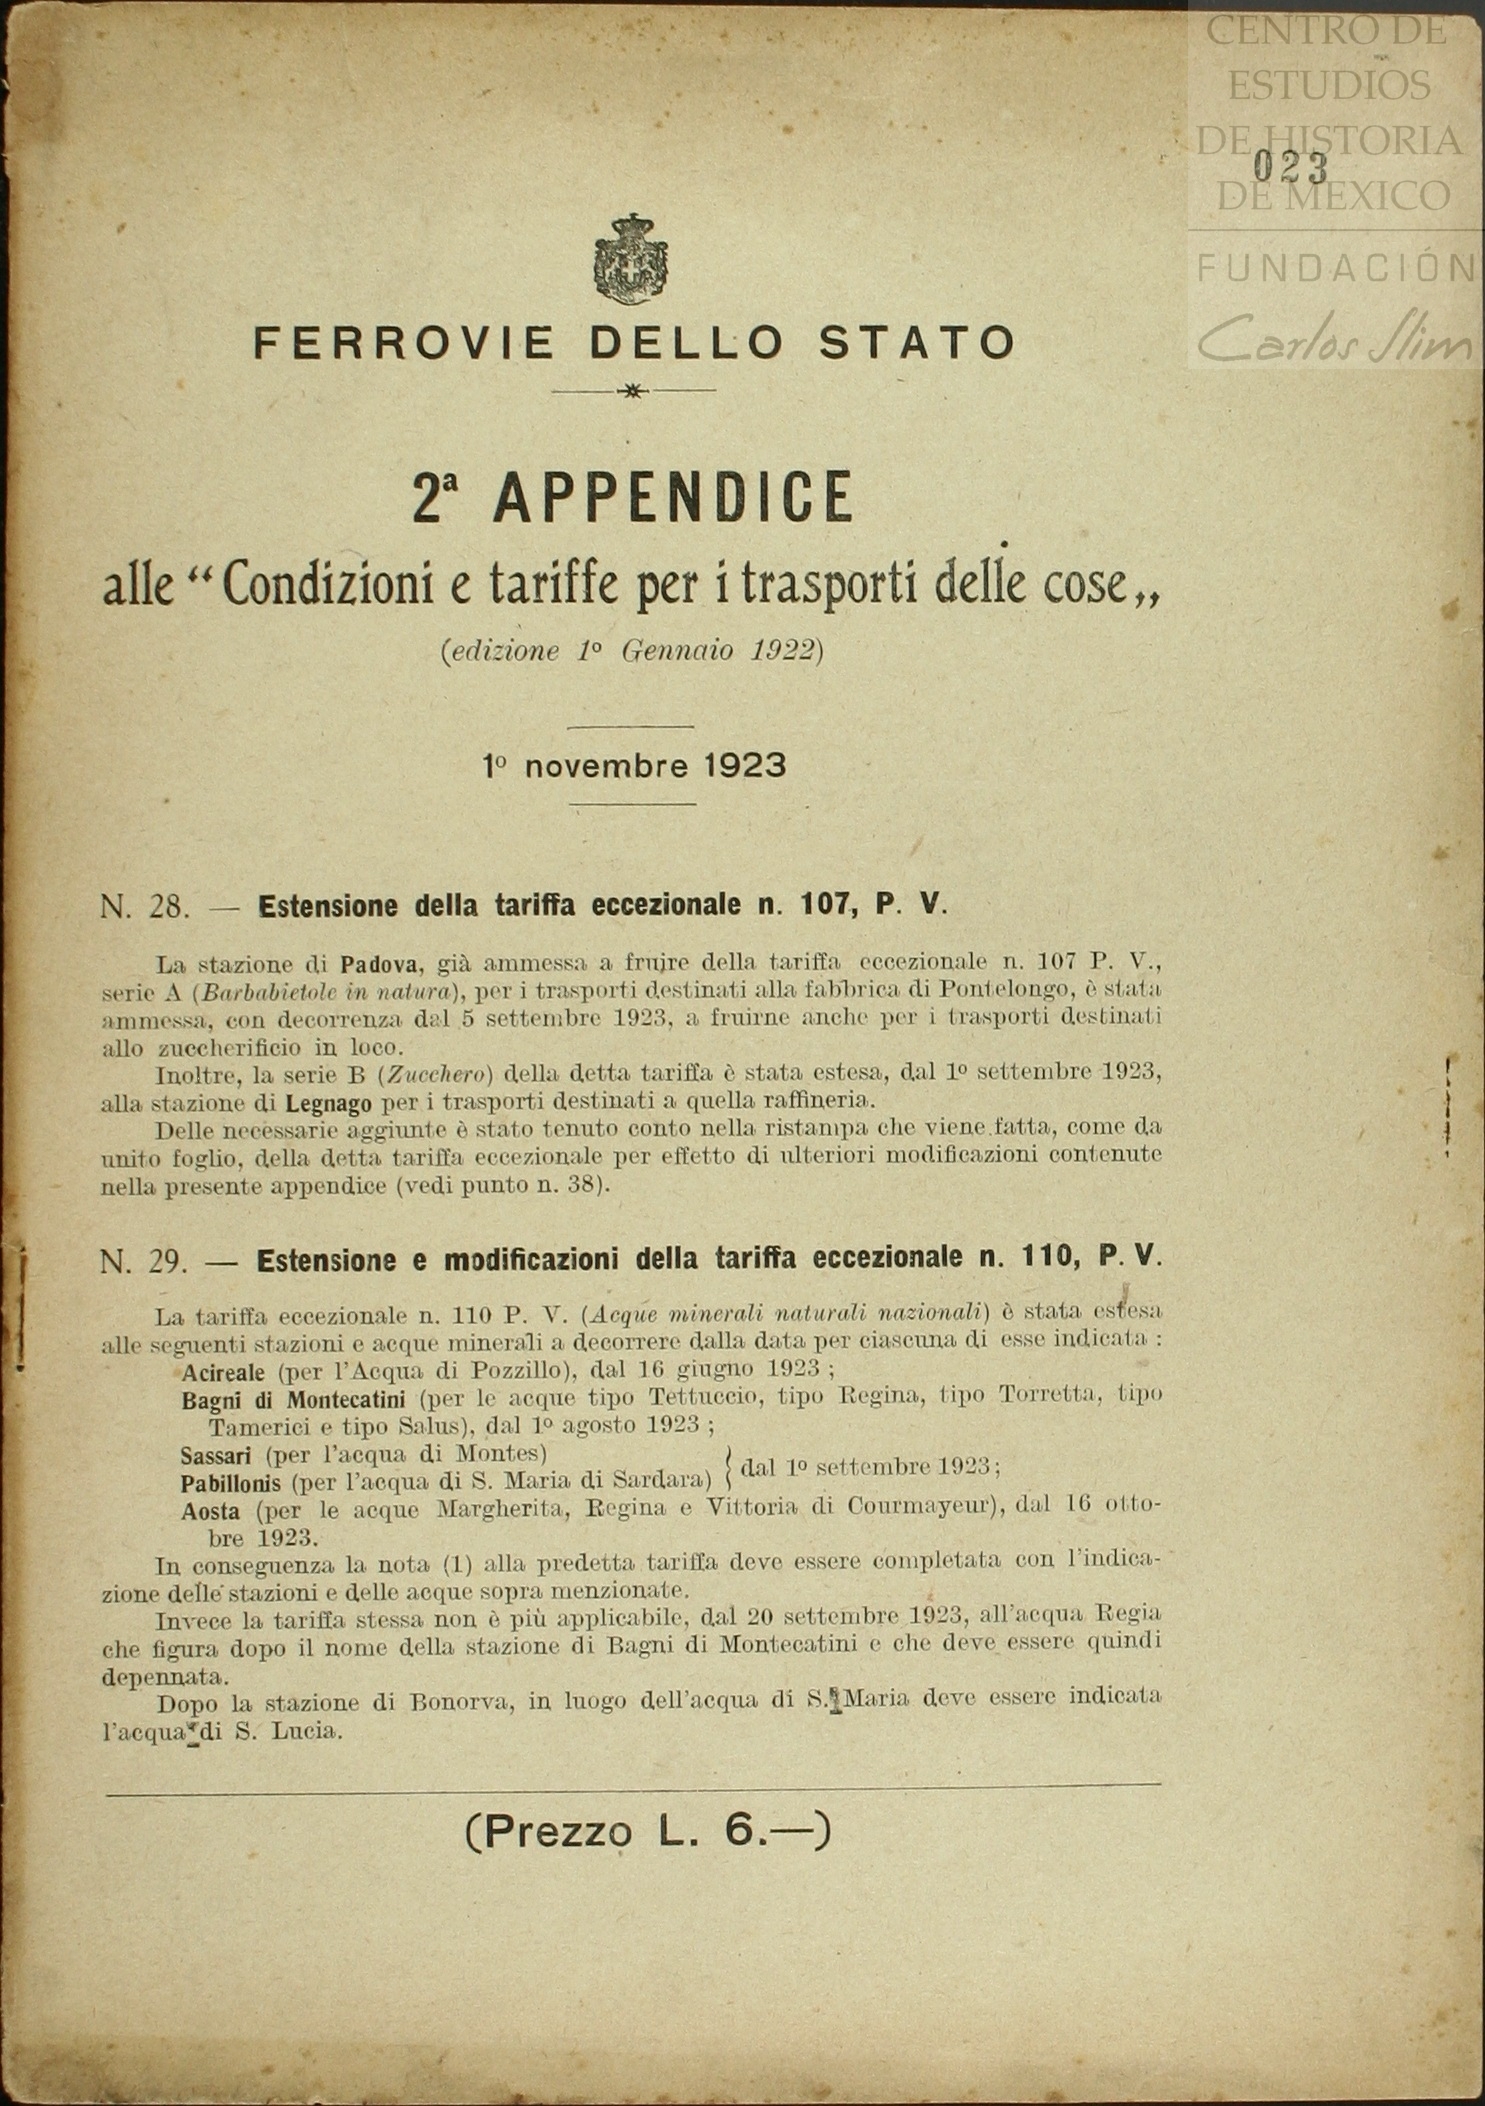 CENTRO DE
ESTUDIOS
DE HISTORIA
023
DE MEXICO
FUNDACIÓN
Carlos Slim
FERROVIE DELLO STATO
2ª APPENDICE
alle “Condizioni e tariffe per i trasporti delle cose„
(edizione 1º Gennaio 1922)
1º novembre 1923
N. 28. — Estensione della tariffa eccezionale n. 107, P. V.
La stazione di Padova, già ammessa a fruire della tariffa eccezionale n. 107 P. V.,
serie A (Barbabietole in natura), per i trasporti destinati alla fabbrica di Pontelongo, è stata
ammessa, con decorrenza dal 5 settembre 1923, a fruirne anche per i trasporti destinati
allo zuccherificio in loco.
Inoltre, la serie B (Zucchero) della detta tariffa è stata estesa, dal 1º settembre 1923,
alla stazione di Legnago per i trasporti destinati a quella raffineria.
Delle necessarie aggiunte è stato tenuto conto nella ristampa che viene fatta, come da
unito foglio, della detta tariffa eccezionale per effetto di ulteriori modificazioni contenute
nella presente appendice (vedi punto n. 38).
N. 29. — Estensione e modificazioni della tariffa eccezionale n. 110, P. V.
La tariffa eccezionale n. 110 P. V. (Acque minerali naturali nazionali) è stata estesa
alle seguenti stazioni e acque minerali a decorrere dalla data per ciascuna di esse indicata :
Acireale (per l'Acqua di Pozzillo), dal 16 giugno 1923 ;
Bagni di Montecatini (per le acque tipo Tettuccio, tipo Regina, tipo Torretta, tipo
Tamerici e tipo Salus), dal 1º agosto 1923 ;
Sassari (per l'acqua di Montes)
Pabillonis (per l'acqua di S. Maria di Sardara) } dal 1º settembre 1923;
Aosta (per le acque Margherita, Regina e Vittoria di Courmayeur), dal 16 otto-
bre 1923.
In conseguenza la nota (1) alla predetta tariffa deve essere completata con l'indica-
zione delle stazioni e delle acque sopra menzionate.
Invece la tariffa stessa non è più applicabile, dal 20 settembre 1923, all'acqua Regia
che figura dopo il nome della stazione di Bagni di Montecatini e che deve essere quindi
depennata.
Dopo la stazione di Bonorva, in luogo dell'acqua di S. Maria deve essere indicata
l'acqua di S. Lucia.
(Prezzo L. 6.—)